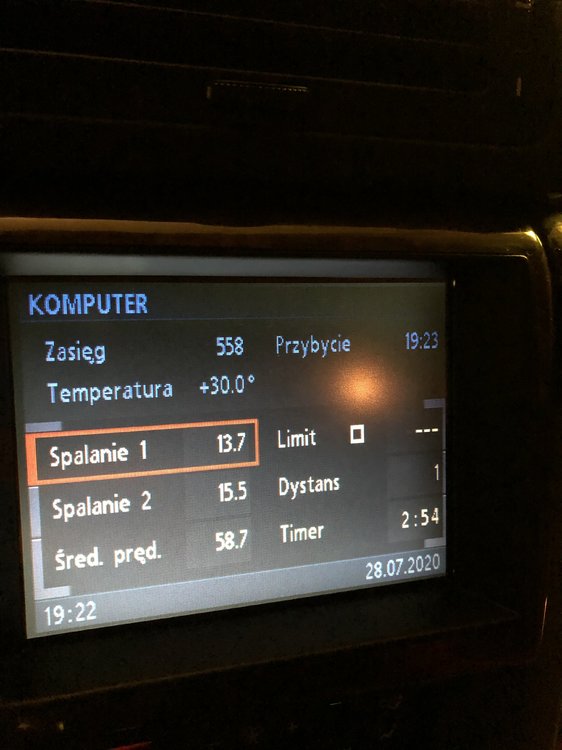 KOMPUTER
Zasięg 558 Przybycie 19:23
Temperatura +30.0°
Spalanie 1 13.7 Limit ---
Spalanie 2 15.5 Dystans 1
Śred. pręd. 58.7 Timer 2:54
19:22 28.07.2020